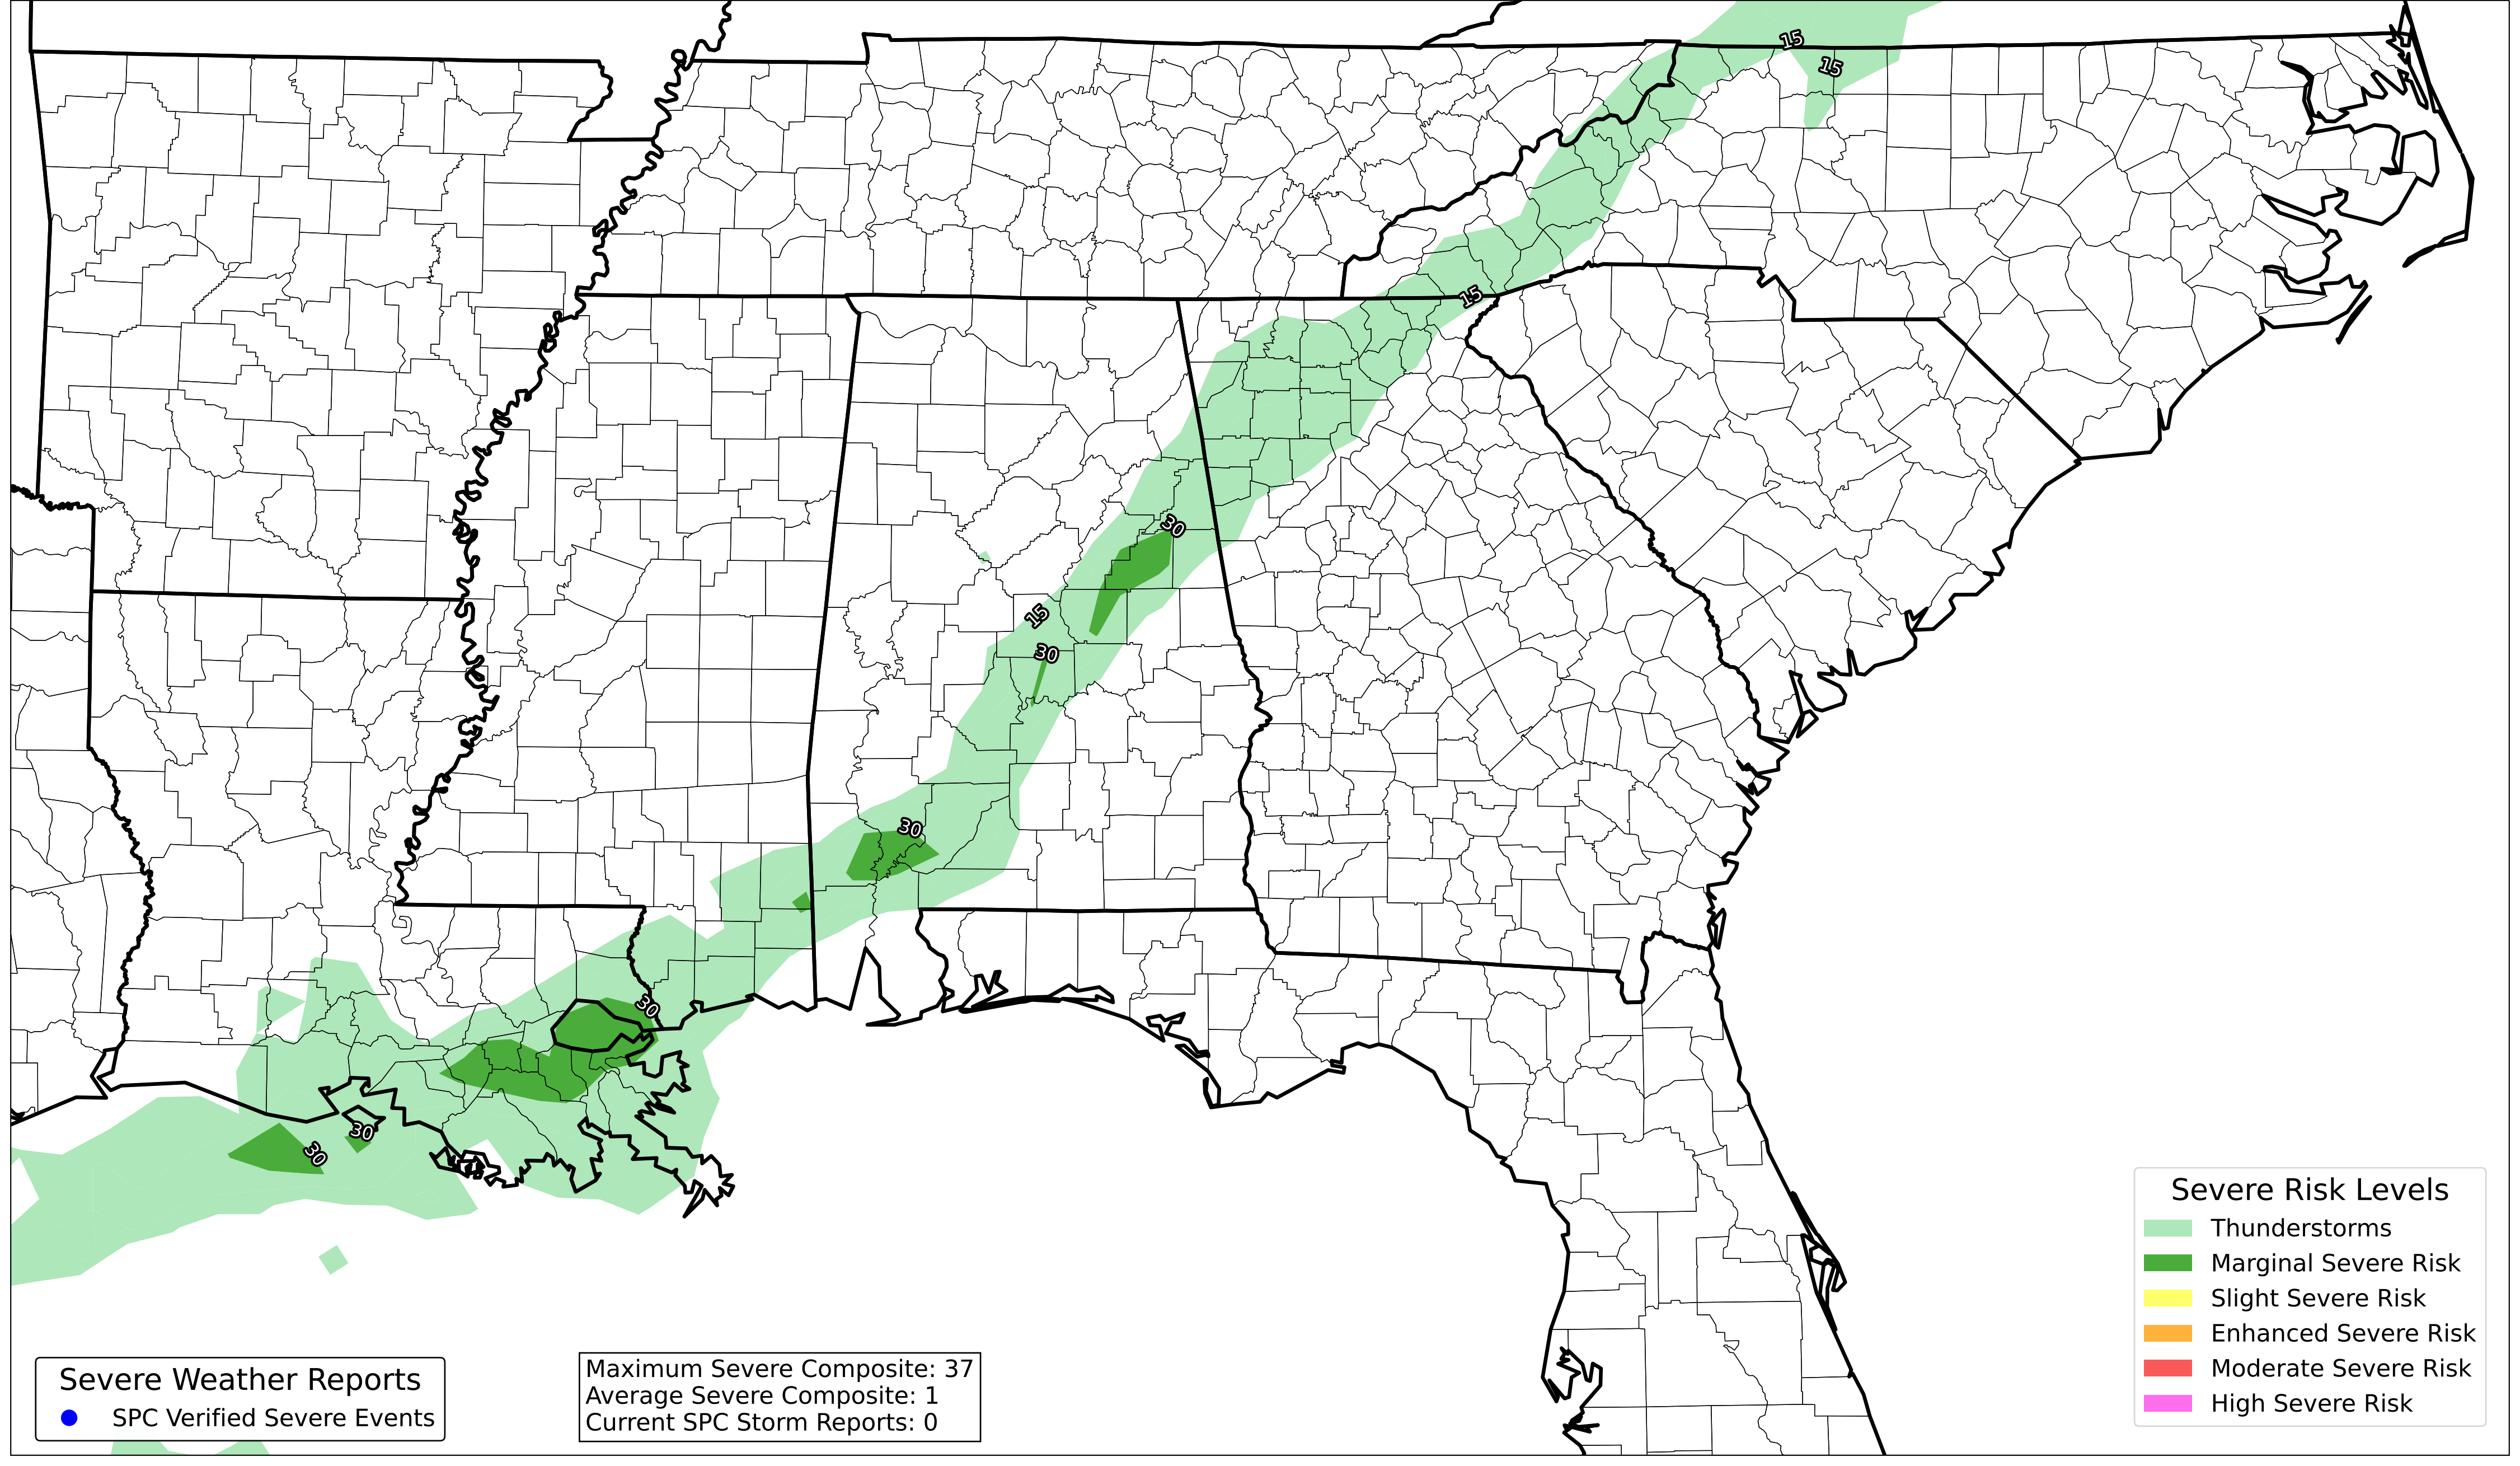 15
15
15
30
15
30
30
30
30
30
Severe Risk Levels
Thunderstorms
Marginal Severe Risk
Slight Severe Risk
Enhanced Severe Risk
Moderate Severe Risk
High Severe Risk
Severe Weather Reports
SPC Verified Severe Events
Maximum Severe Composite: 37
Average Severe Composite: 1
Current SPC Storm Reports: 0